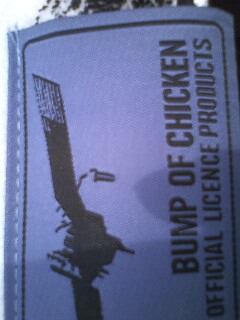 BUMP OF CHICKEN
OFFICIAL LICENCE PRODUCTS